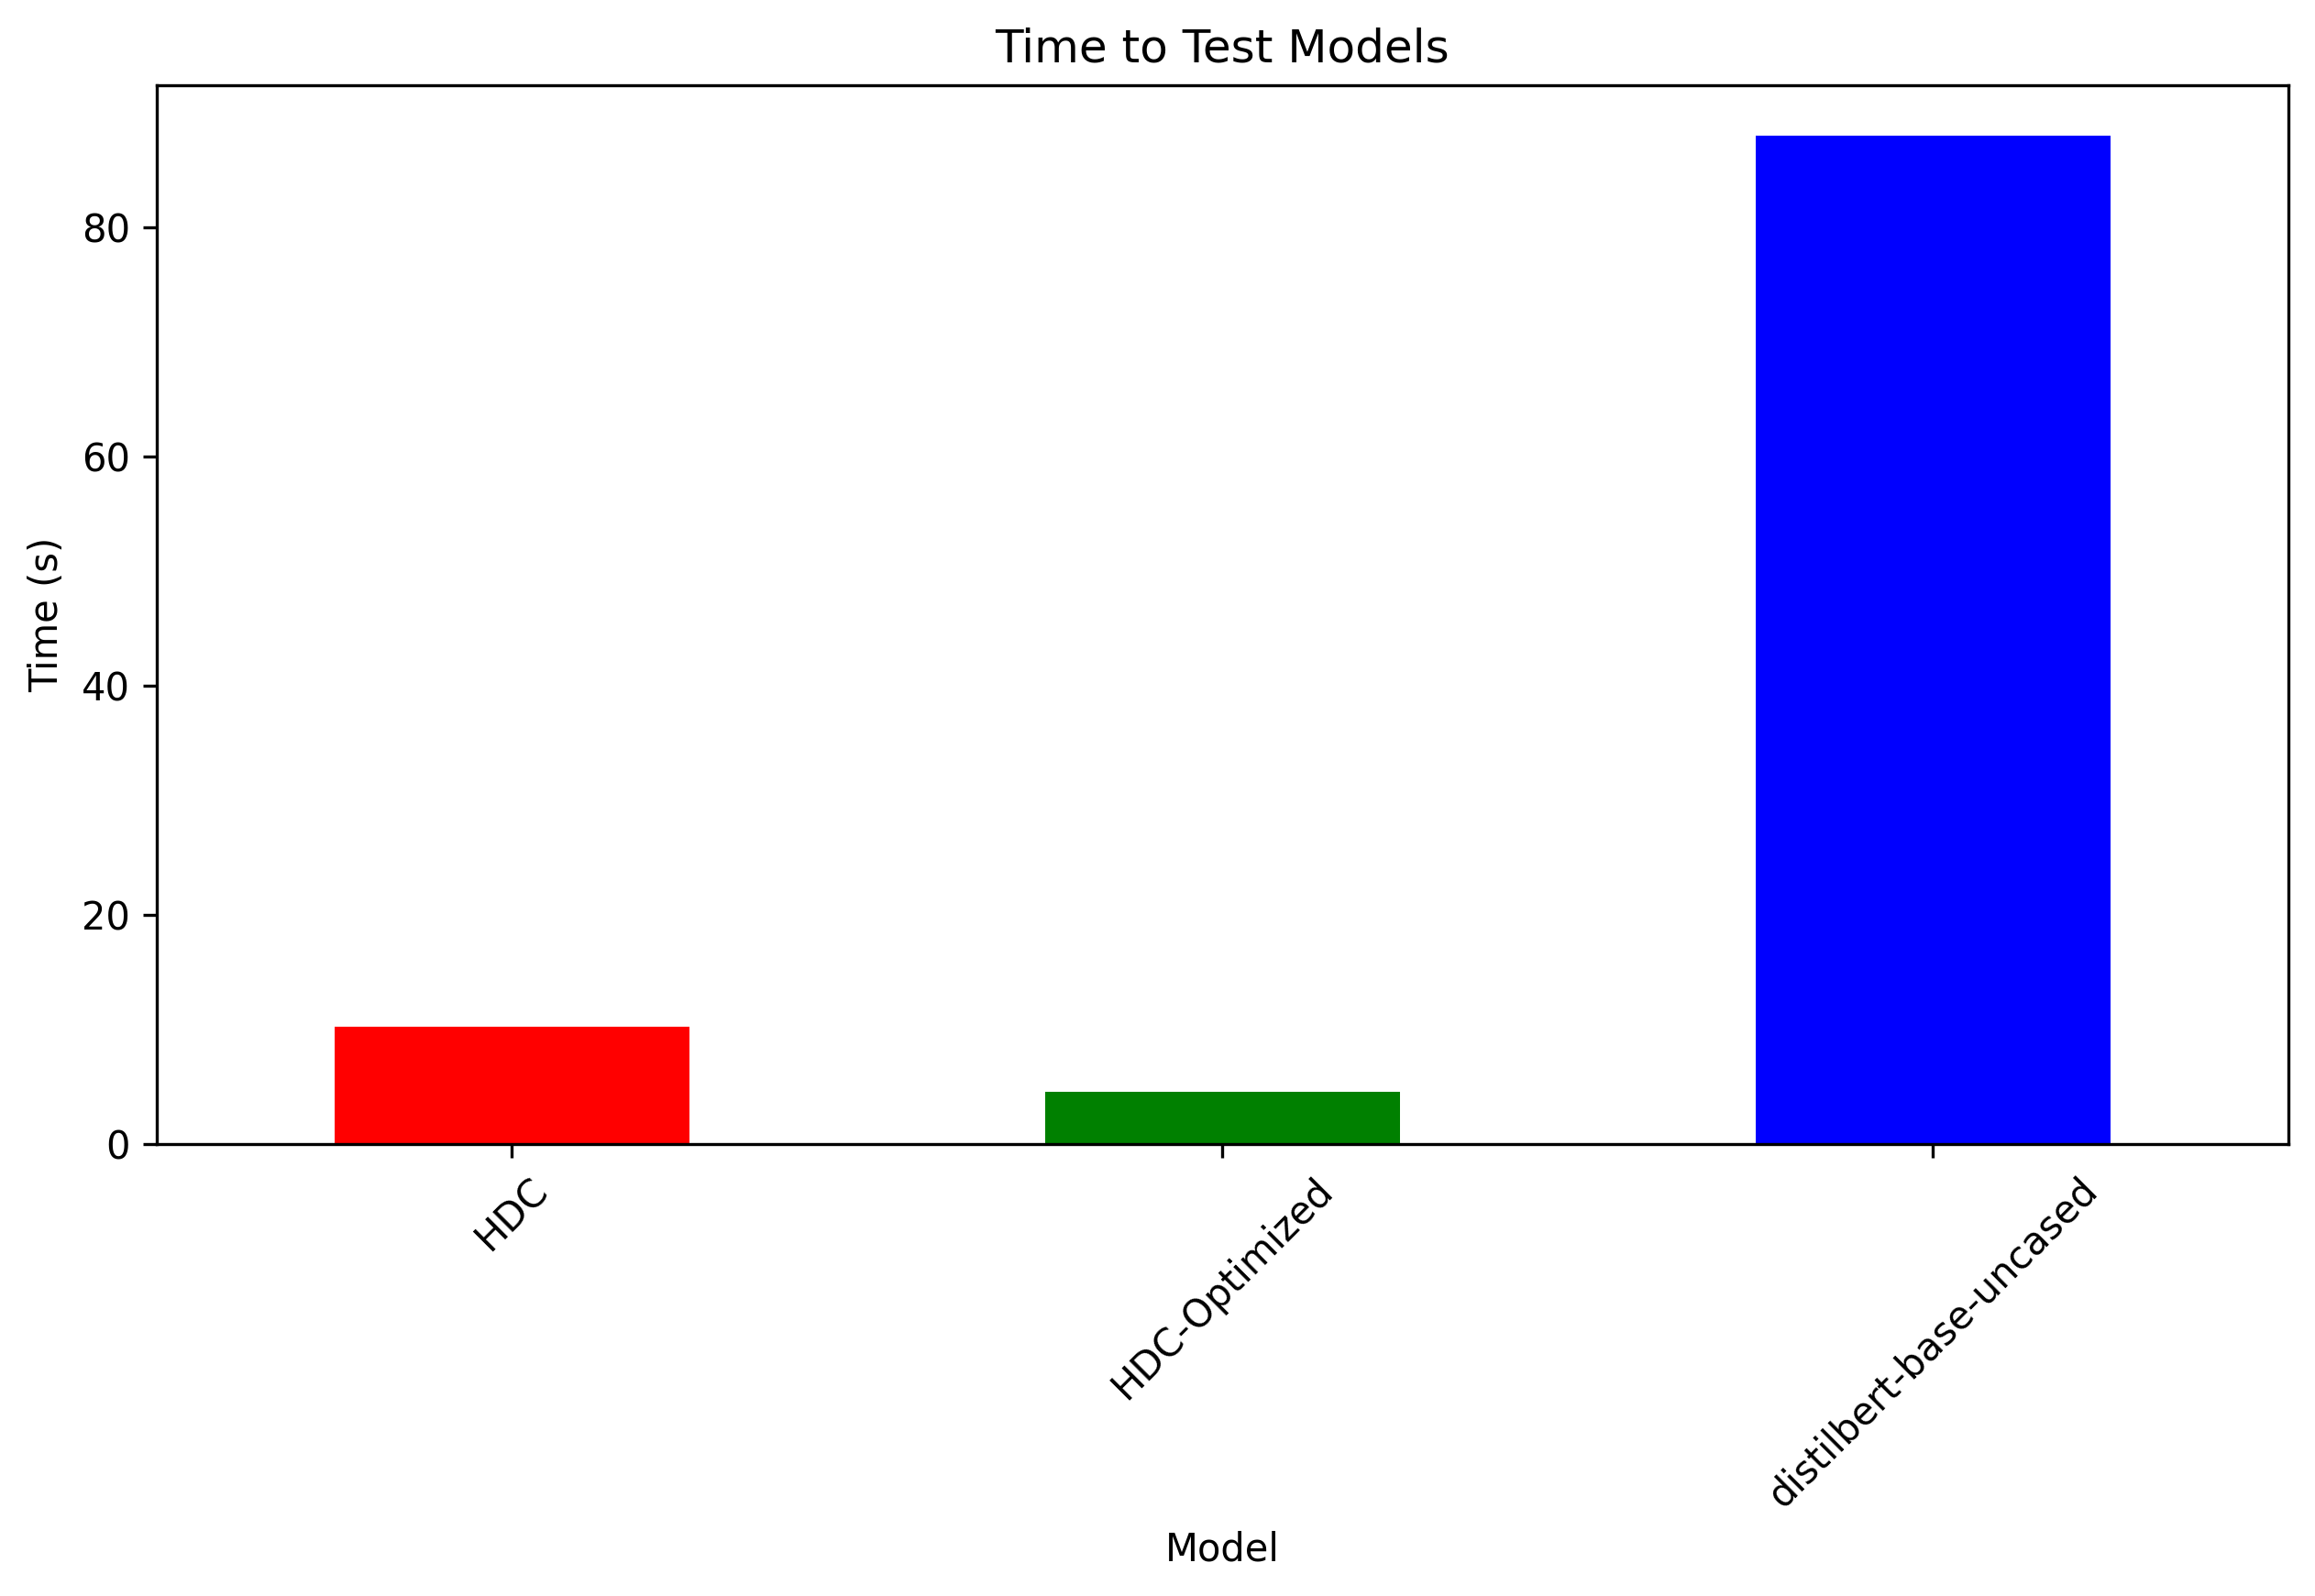 Time to Test Models
Time (s)
80
60
40
20
0
HDC
HDC-Optimized
distilbert-base-uncased
Model